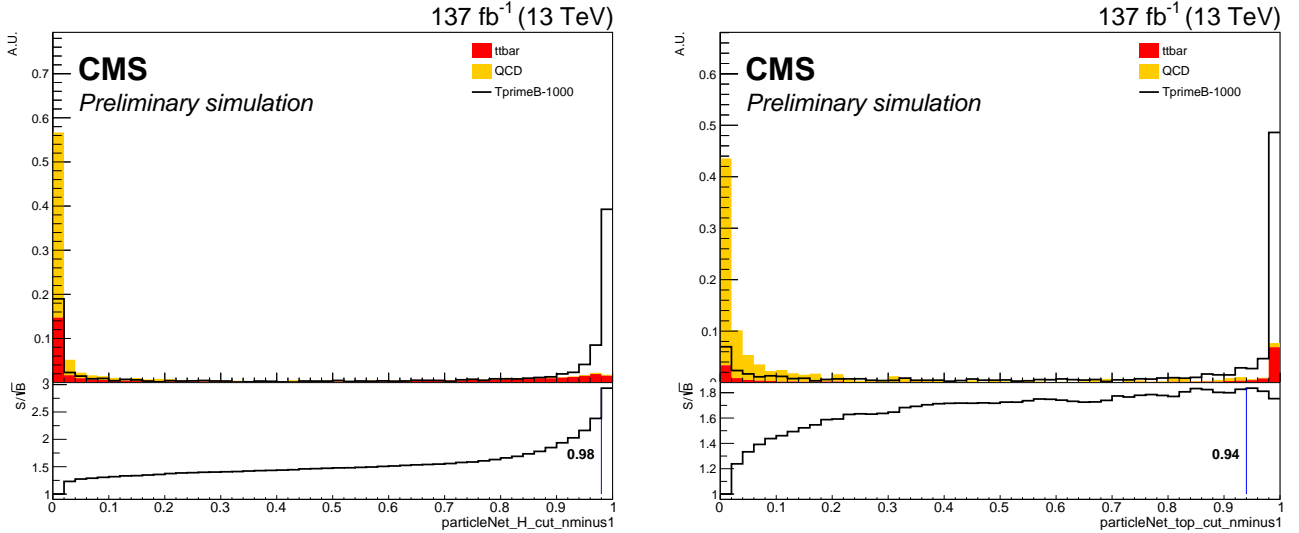 137 fb-1 (13 TeV)
A.U.
CMS
Preliminary simulation
ttbar
QCD
TprimeB-1000
0.7
0.6
0.5
0.4
0.3
0.2
0.1
0
3
S/√B
2.5
2
1.5
1
0.98
0 0.1 0.2 0.3 0.4 0.5 0.6 0.7 0.8 0.9 1
particleNet_H_cut_nminus1
137 fb-1 (13 TeV)
A.U.
CMS
Preliminary simulation
ttbar
QCD
TprimeB-1000
0.6
0.5
0.4
0.3
0.2
0.1
0
S/√B
1.8
1.6
1.4
1.2
1
0.94
0 0.1 0.2 0.3 0.4 0.5 0.6 0.7 0.8 0.9 1
particleNet_top_cut_nminus1